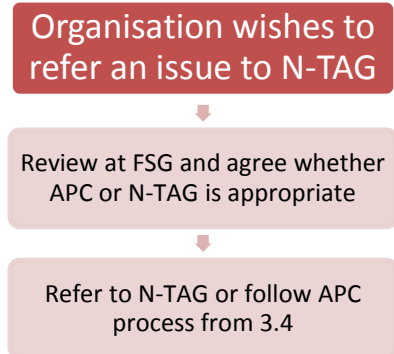 Organisation wishes to
refer an issue to N-TAG
Review at FSG and agree whether
APC or N-TAG is appropriate
Refer to N-TAG or follow APC
process from 3.4